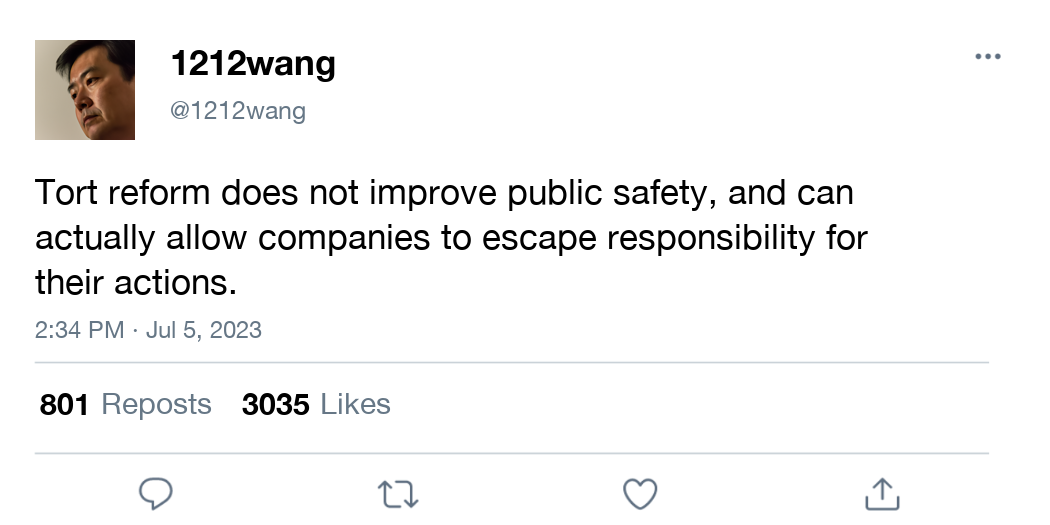 1212wang
@1212wang
Tort reform does not improve public safety, and can
actually allow companies to escape responsibility for
their actions.
2:34 PM · Jul 5, 2023
801 Reposts 3035 Likes